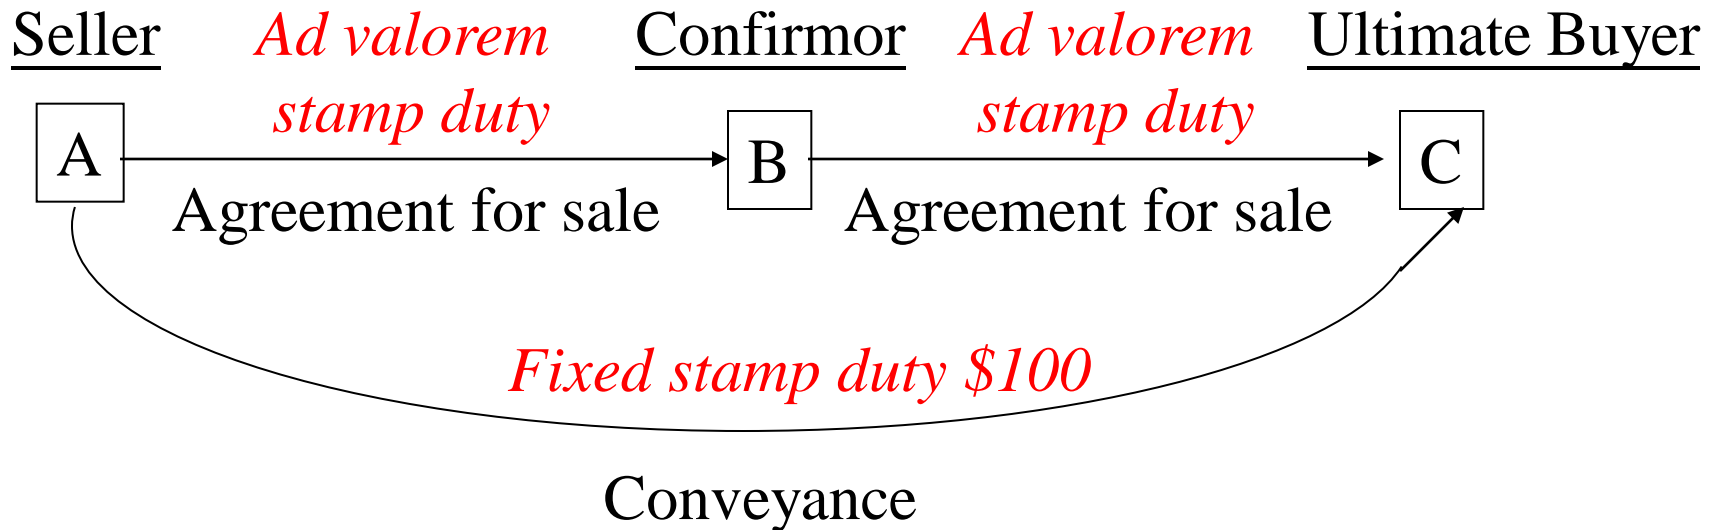 Seller
Ad valorem
stamp duty
Confirmor
Ad valorem
stamp duty
Ultimate Buyer
A
B
C
Agreement for sale
Agreement for sale
Fixed stamp duty $100
Conveyance